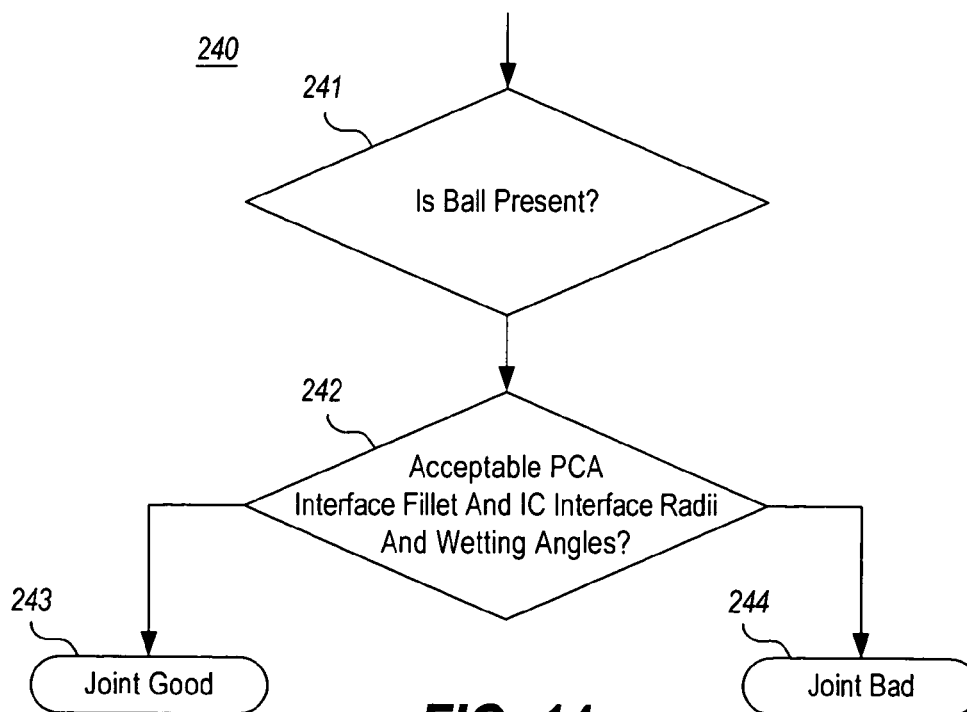 240
241
Is Ball Present?
242
Acceptable PCA
Interface Fillet And IC Interface Radii
And Wetting Angles?
243
Joint Good
244
Joint Bad